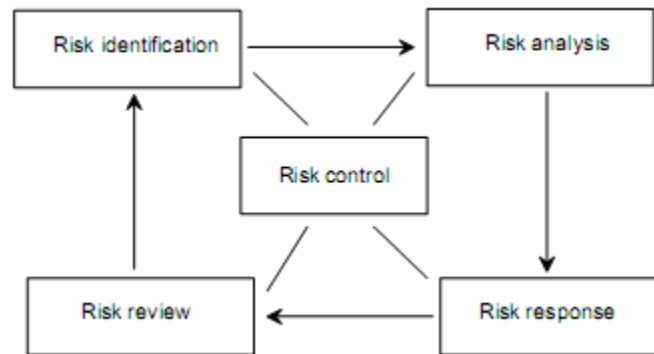 Risk identification
Risk analysis
Risk control
Risk review
Risk response